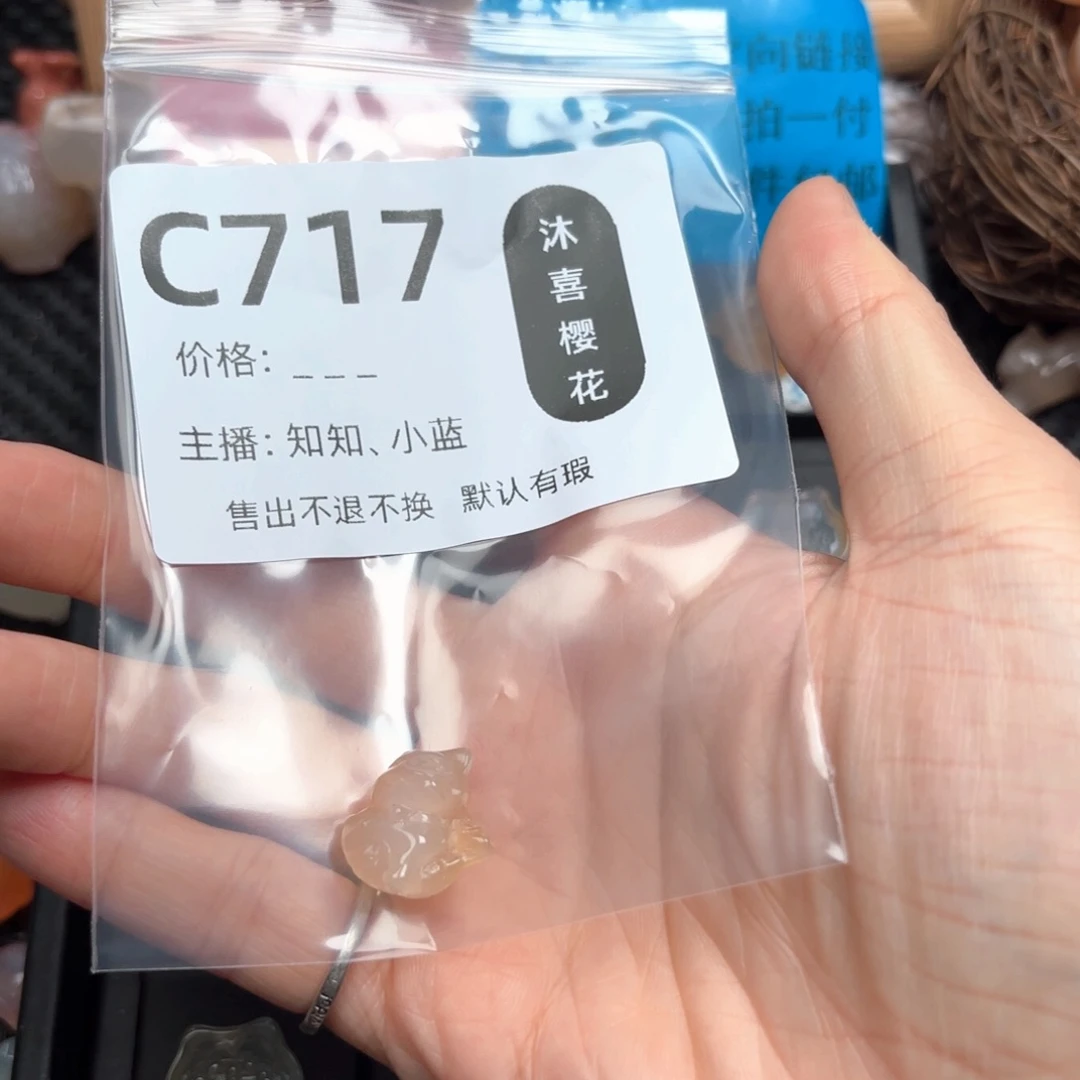 C717
沐喜樱花
价格：_ _ _
主播：知知、小蓝
售出不退不换 默认有瑕
向链接
拍一付